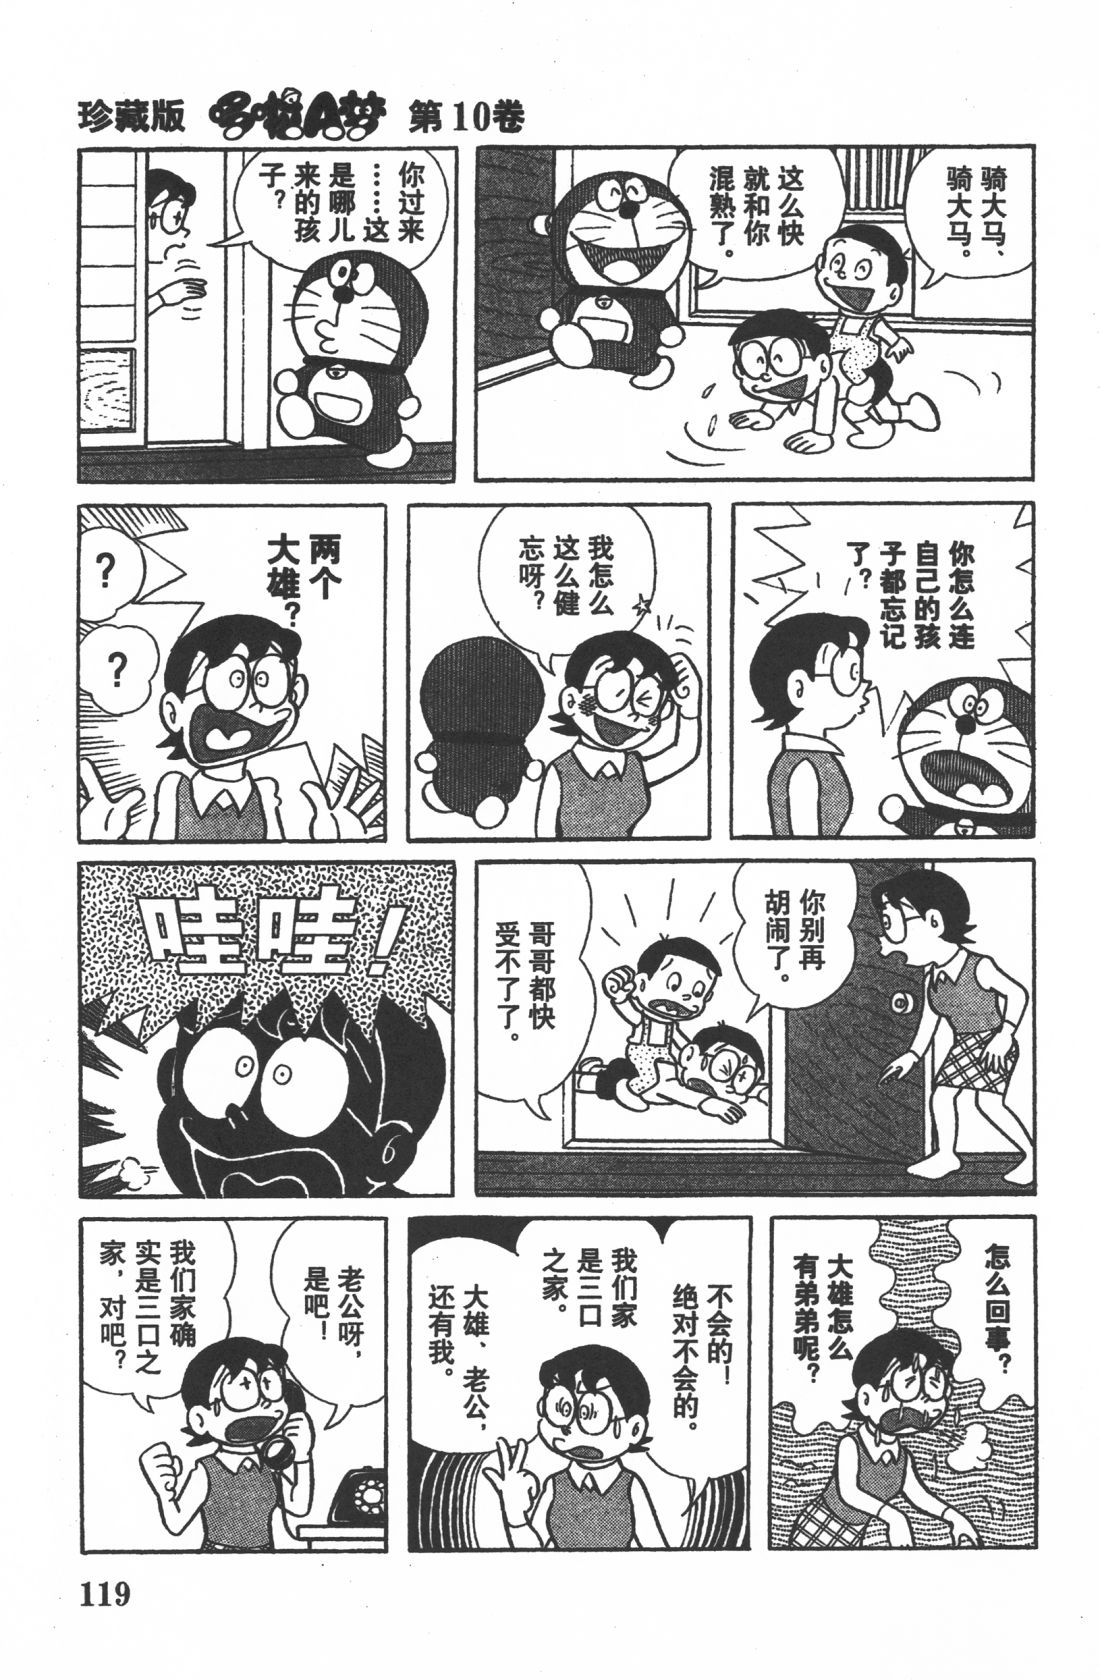 珍藏版 哆啦A梦 第10卷
骑大马、
骑大马。
这么快
就和你
混熟了。
你过来
……这
是哪儿
来的孩
子？
你怎么连
自己的孩
子都忘记
了？
我怎么
这么健
忘呀？
两个
大雄？
？
？
你别再
胡闹了。
哥哥都快
受不了了。
哇哇！
怎么回事？
大雄怎么
有弟弟呢？
不会的！
绝对不会的。
我们家
是三口
之家。
大雄、老公，
还有我。
老公呀，
是吧！
我们家确
实是三口之
家，对吧？
119